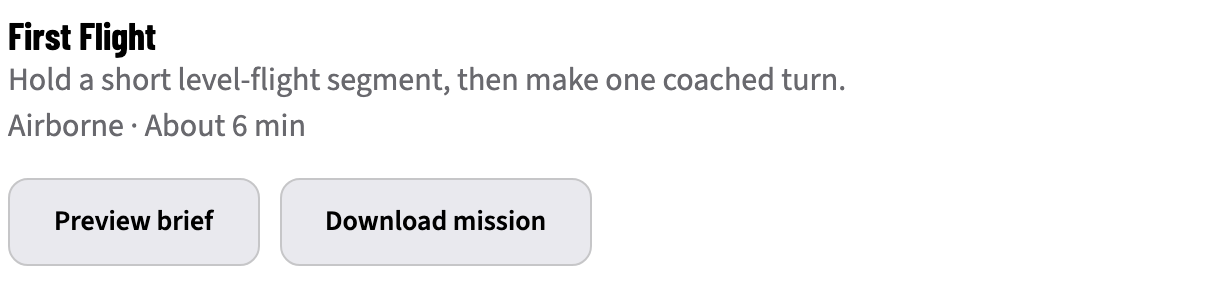 First Flight
Hold a short level-flight segment, then make one coached turn.
Airborne · About 6 min
Preview brief
Download mission